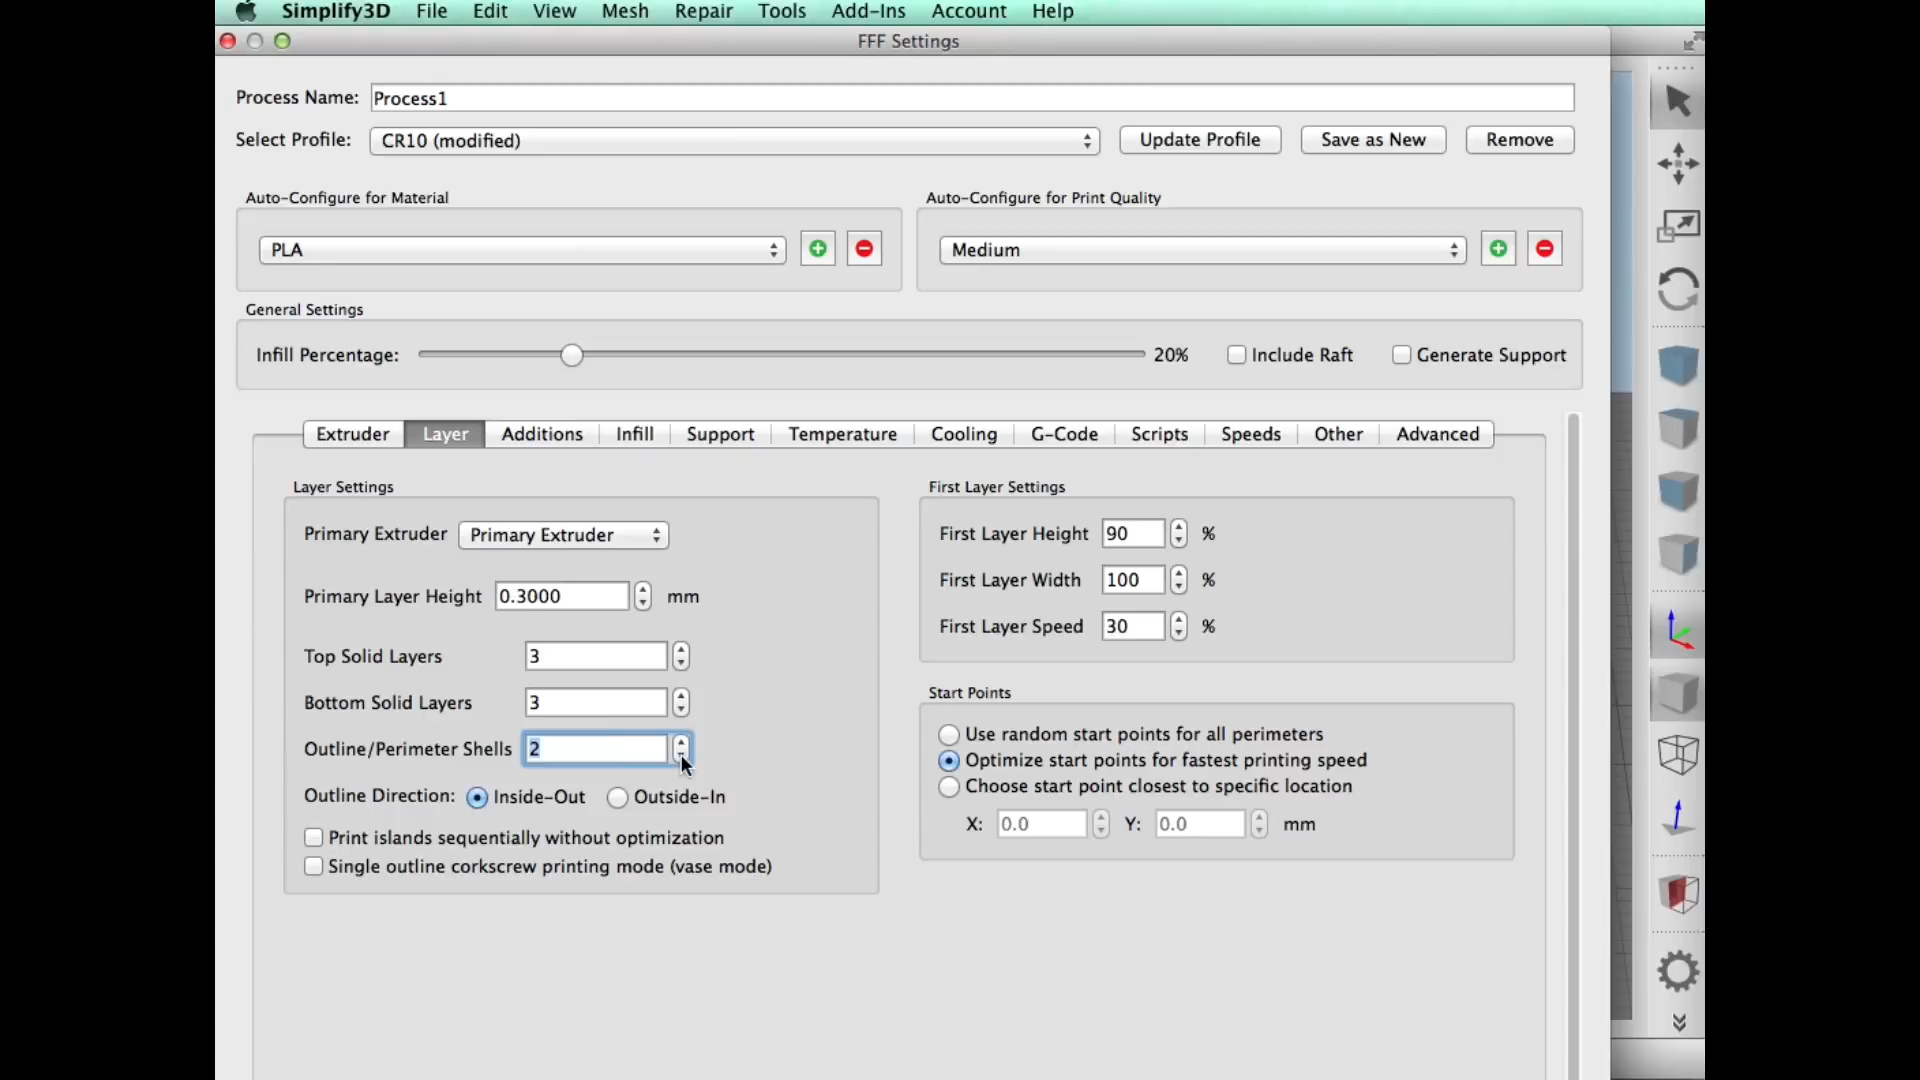 Simplify3D File Edit View Mesh Repair Tools Add-Ins Account Help
FFF Settings
Process Name: Process1
Select Profile: CR10 (modified) Update Profile Save as New Remove
Auto-Configure for Material Auto-Configure for Print Quality
PLA Medium
General Settings
Infill Percentage: 20% Include Raft Generate Support
Extruder Layer Additions Infill Support Temperature Cooling G-Code Scripts Speeds Other Advanced
Layer Settings
Primary Extruder Primary Extruder
Primary Layer Height 0.3000 mm
Top Solid Layers 3
Bottom Solid Layers 3
Outline/Perimeter Shells 2
Outline Direction: Inside-Out Outside-In
Print islands sequentially without optimization
Single outline corkscrew printing mode (vase mode)
First Layer Settings
First Layer Height 90 %
First Layer Width 100 %
First Layer Speed 30 %
Start Points
Use random start points for all perimeters
Optimize start points for fastest printing speed
Choose start point closest to specific location
X: 0.0 Y: 0.0 mm